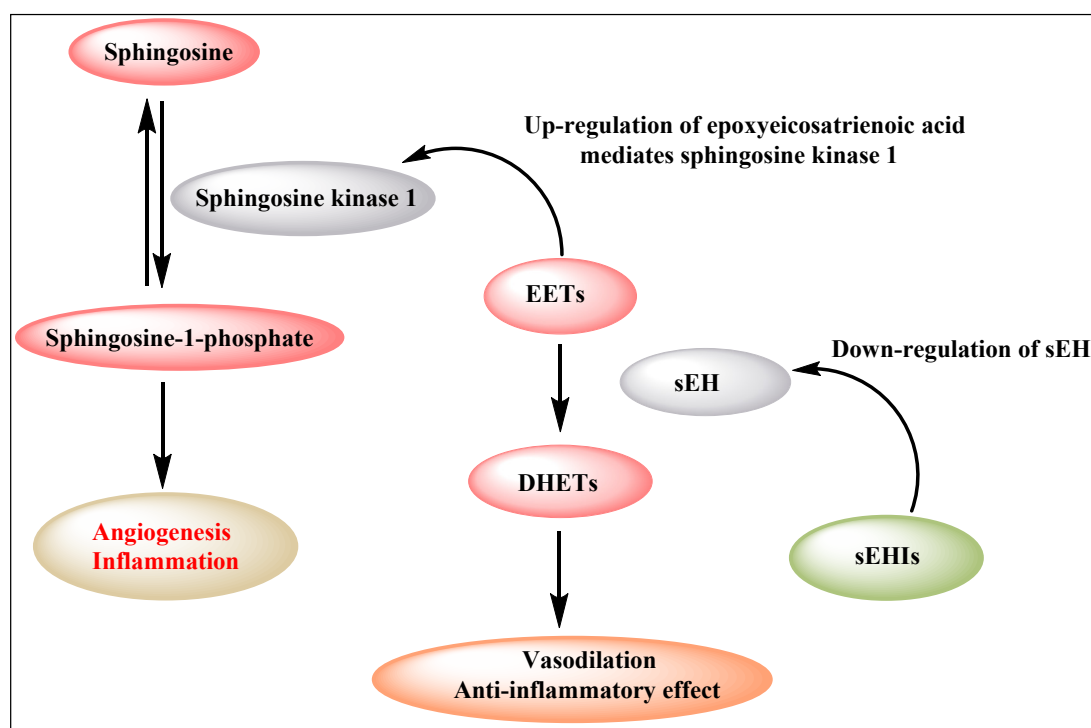 Sphingosine
Up-regulation of epoxyeicosatrienoic acid
mediates sphingosine kinase 1
Sphingosine kinase 1
EETs
Sphingosine-1-phosphate
Down-regulation of sEH
sEH
DHETs
Angiogenesis
Inflammation
sEHIs
Vasodilation
Anti-inflammatory effect